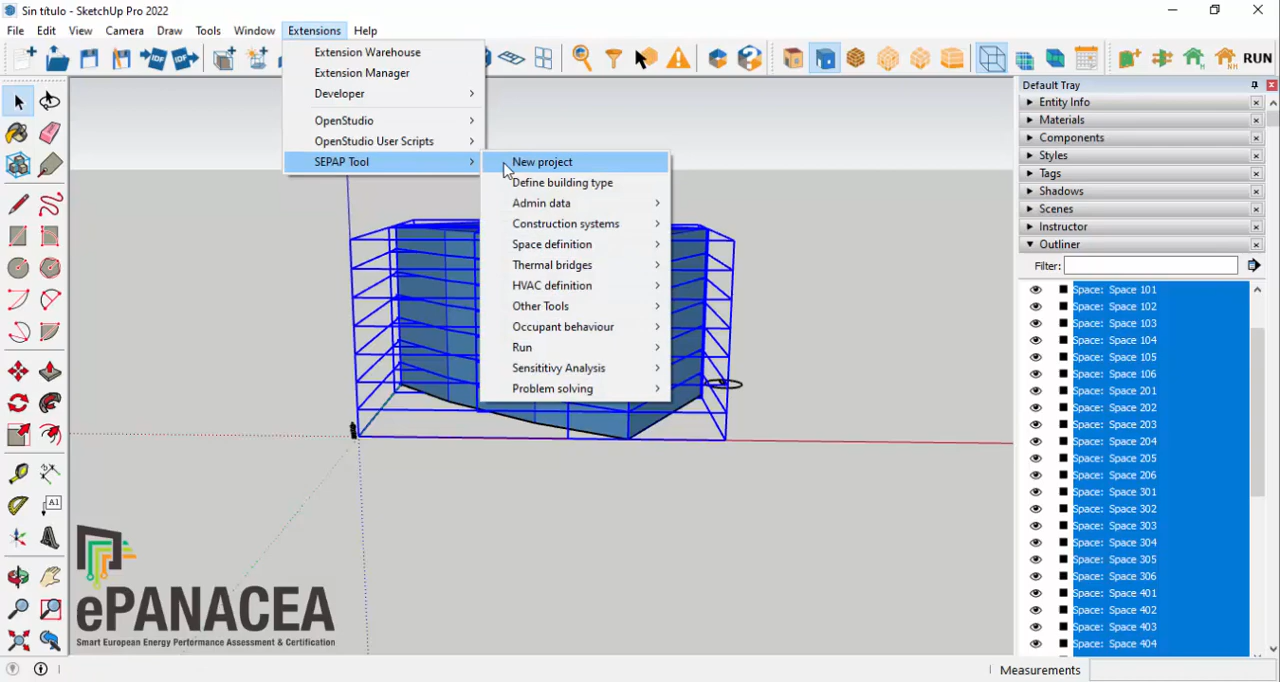 Sin título - SketchUp Pro 2022
File Edit View Camera Draw Tools Window Extensions Help
IDF IDF RUN
Extension Warehouse
Extension Manager
Developer
OpenStudio
OpenStudio User Scripts
SEPAP Tool
New project
Define building type
Admin data
Construction systems
Space definition
Thermal bridges
HVAC definition
Other Tools
Occupant behaviour
Run
Sensititivy Analysis
Problem solving
Default Tray
Entity Info
Materials
Components
Styles
Tags
Shadows
Scenes
Instructor
Outliner
Filter:
Space: Space 101
Space: Space 102
Space: Space 103
Space: Space 104
Space: Space 105
Space: Space 106
Space: Space 201
Space: Space 202
Space: Space 203
Space: Space 204
Space: Space 205
Space: Space 206
Space: Space 301
Space: Space 302
Space: Space 303
Space: Space 304
Space: Space 305
Space: Space 306
Space: Space 401
Space: Space 402
Space: Space 403
Space: Space 404
A1
ePANACEA
Smart European Energy Performance Assessment & Certification
Measurements